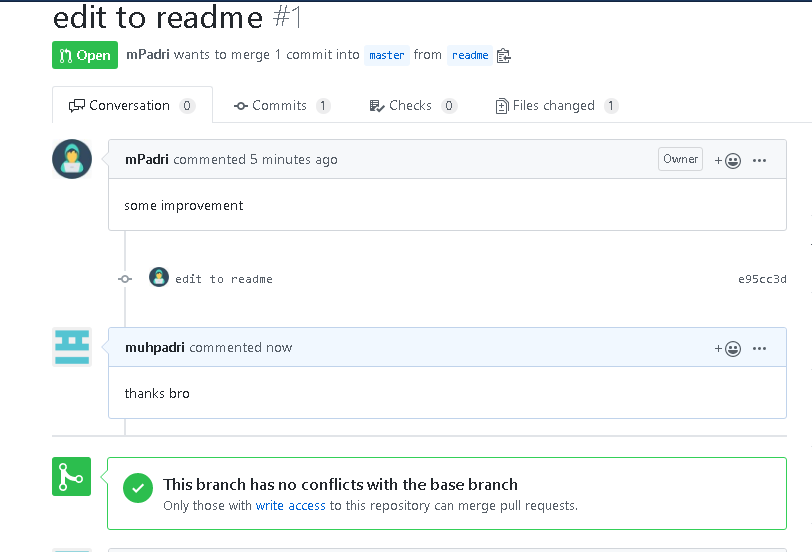 edit to readme #1
Open mPadri wants to merge 1 commit into master from readme
Conversation 0 Commits 1 Checks 0 Files changed 1
mPadri commented 5 minutes ago Owner
some improvement
edit to readme e95cc3d
muhpadri commented now
thanks bro
This branch has no conflicts with the base branch
Only those with write access to this repository can merge pull requests.